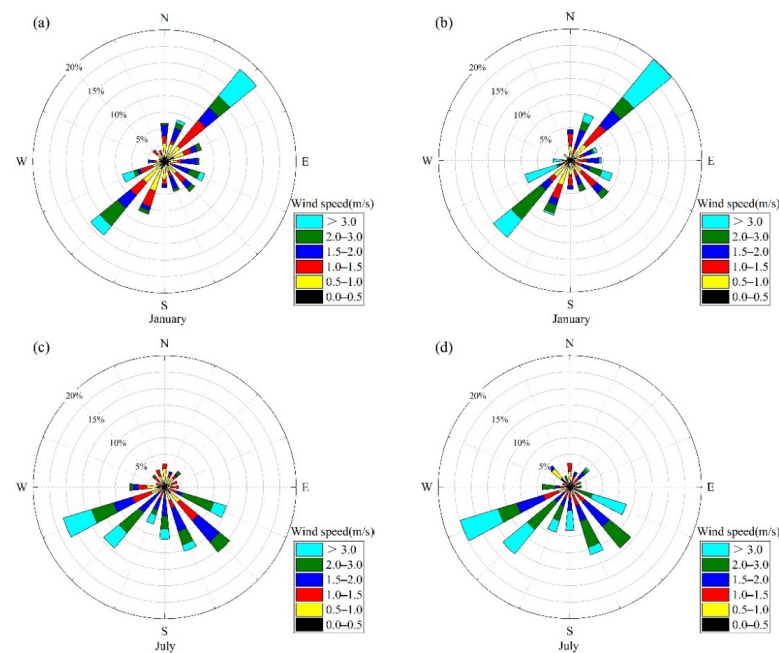 (a)
N
20%
15%
10%
5%
W
E
S
January
Wind speed(m/s)
> 3.0
2.0–3.0
1.5–2.0
1.0–1.5
0.5–1.0
0.0–0.5
(b)
N
20%
15%
10%
5%
W
E
S
January
Wind speed(m/s)
> 3.0
2.0–3.0
1.5–2.0
1.0–1.5
0.5–1.0
0.0–0.5
(c)
N
20%
15%
10%
5%
W
E
S
July
Wind speed(m/s)
> 3.0
2.0–3.0
1.5–2.0
1.0–1.5
0.5–1.0
0.0–0.5
(d)
N
20%
15%
10%
5%
W
E
S
July
Wind speed(m/s)
> 3.0
2.0–3.0
1.5–2.0
1.0–1.5
0.5–1.0
0.0–0.5